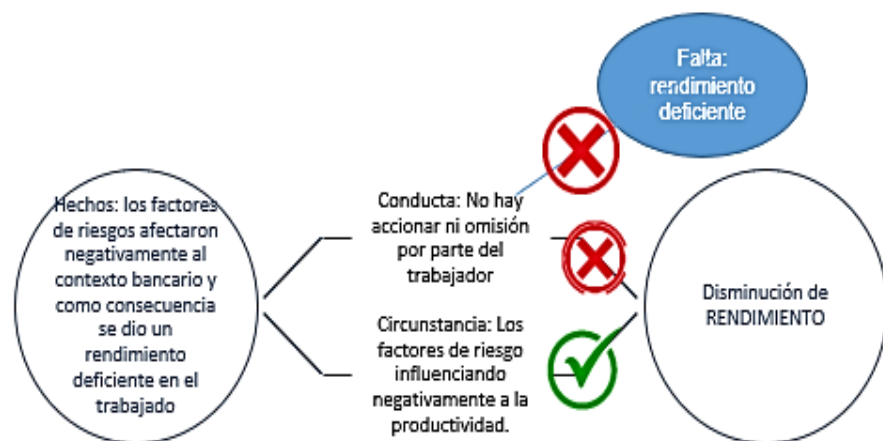 Falta:
rendimiento
deficiente
Hechos: los factores
de riesgos afectaron
negativamente al
contexto bancario y
como consecuencia
se dio un
rendimiento
deficiente en el
trabajado
Conducta: No hay
accionar ni omisión
por parte del
trabajador
Circunstancia: Los
factores de riesgo
influenciando
negativamente a la
productividad.
Disminución de
RENDIMIENTO